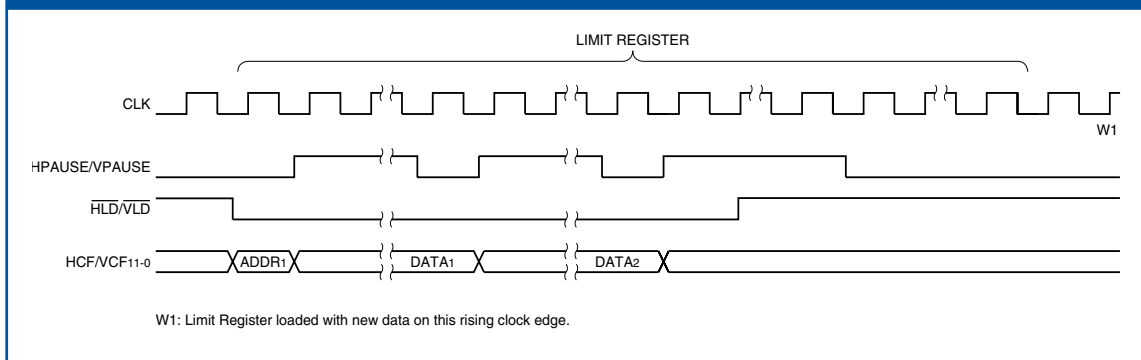 LIMIT REGISTER
CLK
W1
HPAUSE/VPAUSE
HLD/VLD
HCF/VCF11-0
ADDR1
DATA1
DATA2
W1: Limit Register loaded with new data on this rising clock edge.